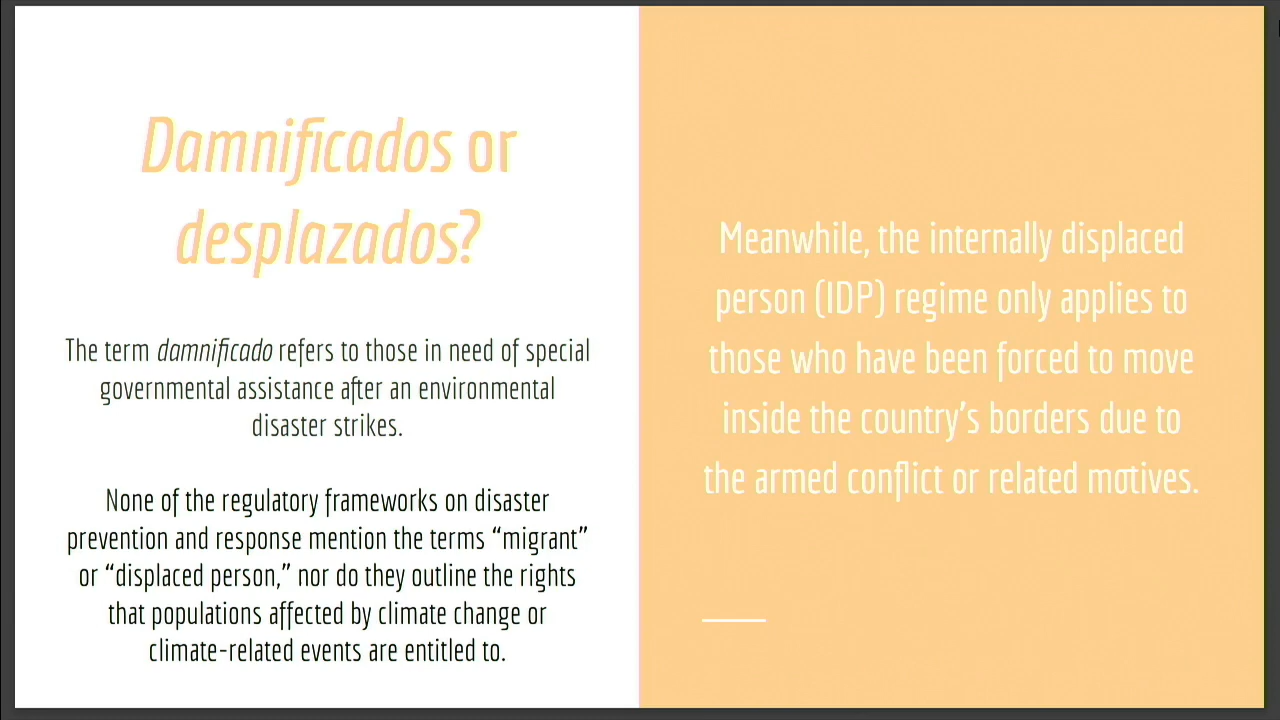 Damnificados or
desplazados?
The term damnificado refers to those in need of special
governmental assistance after an environmental
disaster strikes.
None of the regulatory frameworks on disaster
prevention and response mention the terms “migrant”
or “displaced person,” nor do they outline the rights
that populations affected by climate change or
climate-related events are entitled to.
Meanwhile, the internally displaced
person (IDP) regime only applies to
those who have been forced to move
inside the country’s borders due to
the armed conflict or related motives.